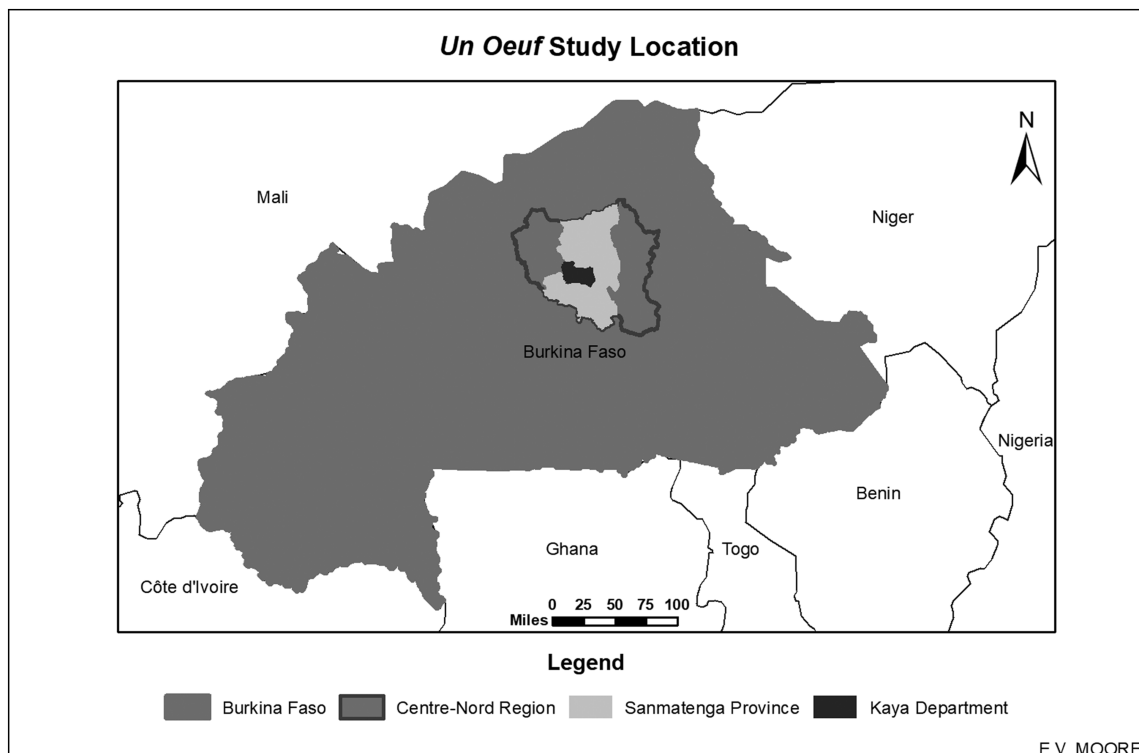 Un Oeuf Study Location
N
Mali
Niger
Burkina Faso
Nigeria
Benin
Ghana
Togo
Côte d'Ivoire
0 25 50 75 100
Miles
Legend
Burkina Faso
Centre-Nord Region
Sanmatenga Province
Kaya Department
E.V. MOORE